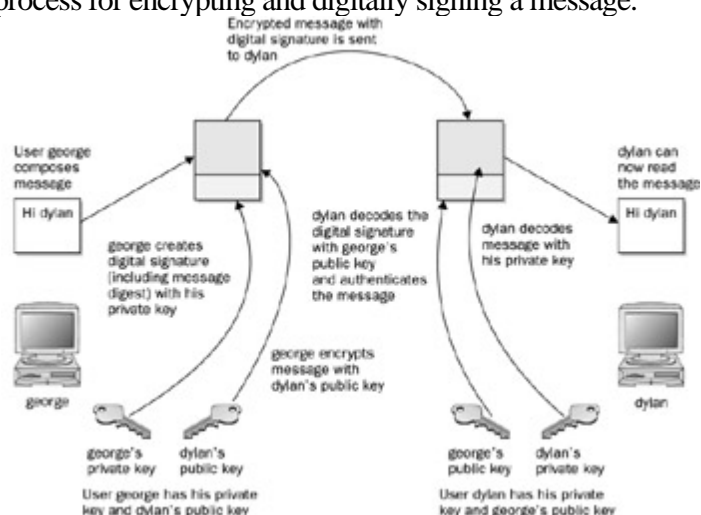 process for encrypting and digitally signing a message.
Encrypted message with
digital signature is sent
to dylan
User george
composes
message
Hi dylan
george creates
digital signature
(including message
digest) with his
private key
george encrypts
message with
dylan's public key
george
george's
private key
dylan's
public key
User george has his private
key and dylan's public key
dylan decodes the
digital signature
with george's
public key
and authenticates
the message
dylan decodes
message with
his private key
dylan can
now read
the message
Hi dylan
dylan
george's
public key
dylan's
private key
User dylan has his private
key and george's public key